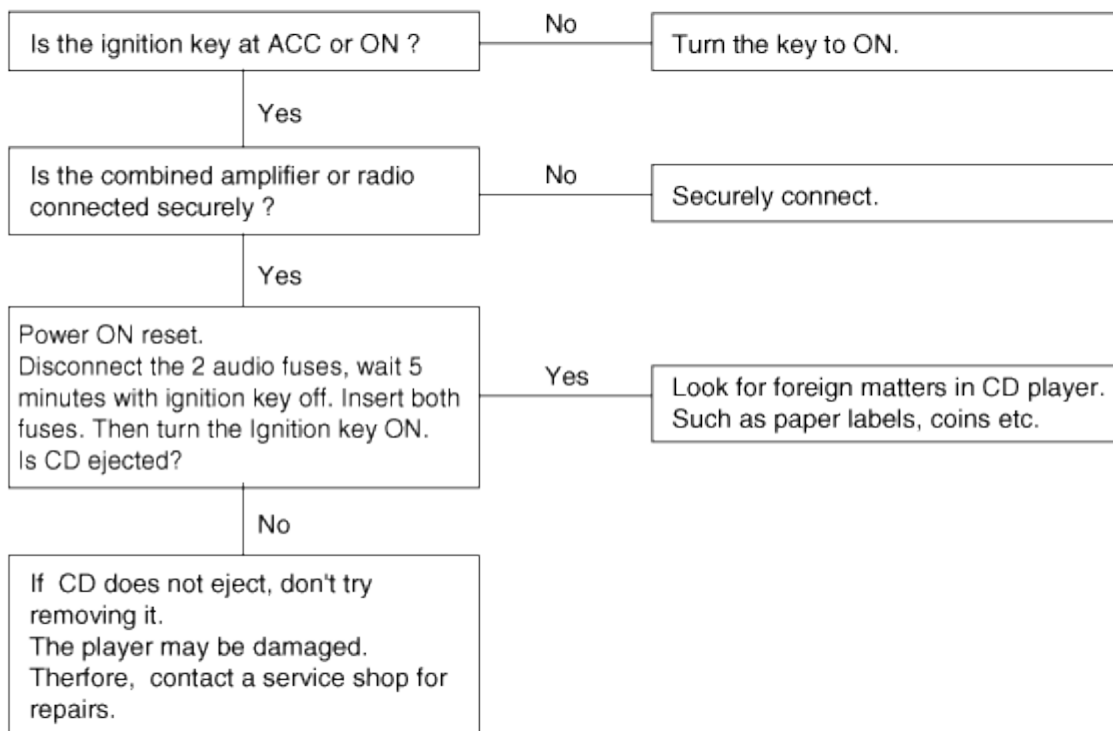 Is the ignition key at ACC or ON ?
No
Turn the key to ON.
Yes
Is the combined amplifier or radio
connected securely ?
No
Securely connect.
Yes
Power ON reset.
Disconnect the 2 audio fuses, wait 5
minutes with ignition key off. Insert both
fuses. Then turn the Ignition key ON.
Is CD ejected?
Yes
Look for foreign matters in CD player.
Such as paper labels, coins etc.
No
If CD does not eject, don't try
removing it.
The player may be damaged.
Therfore, contact a service shop for
repairs.